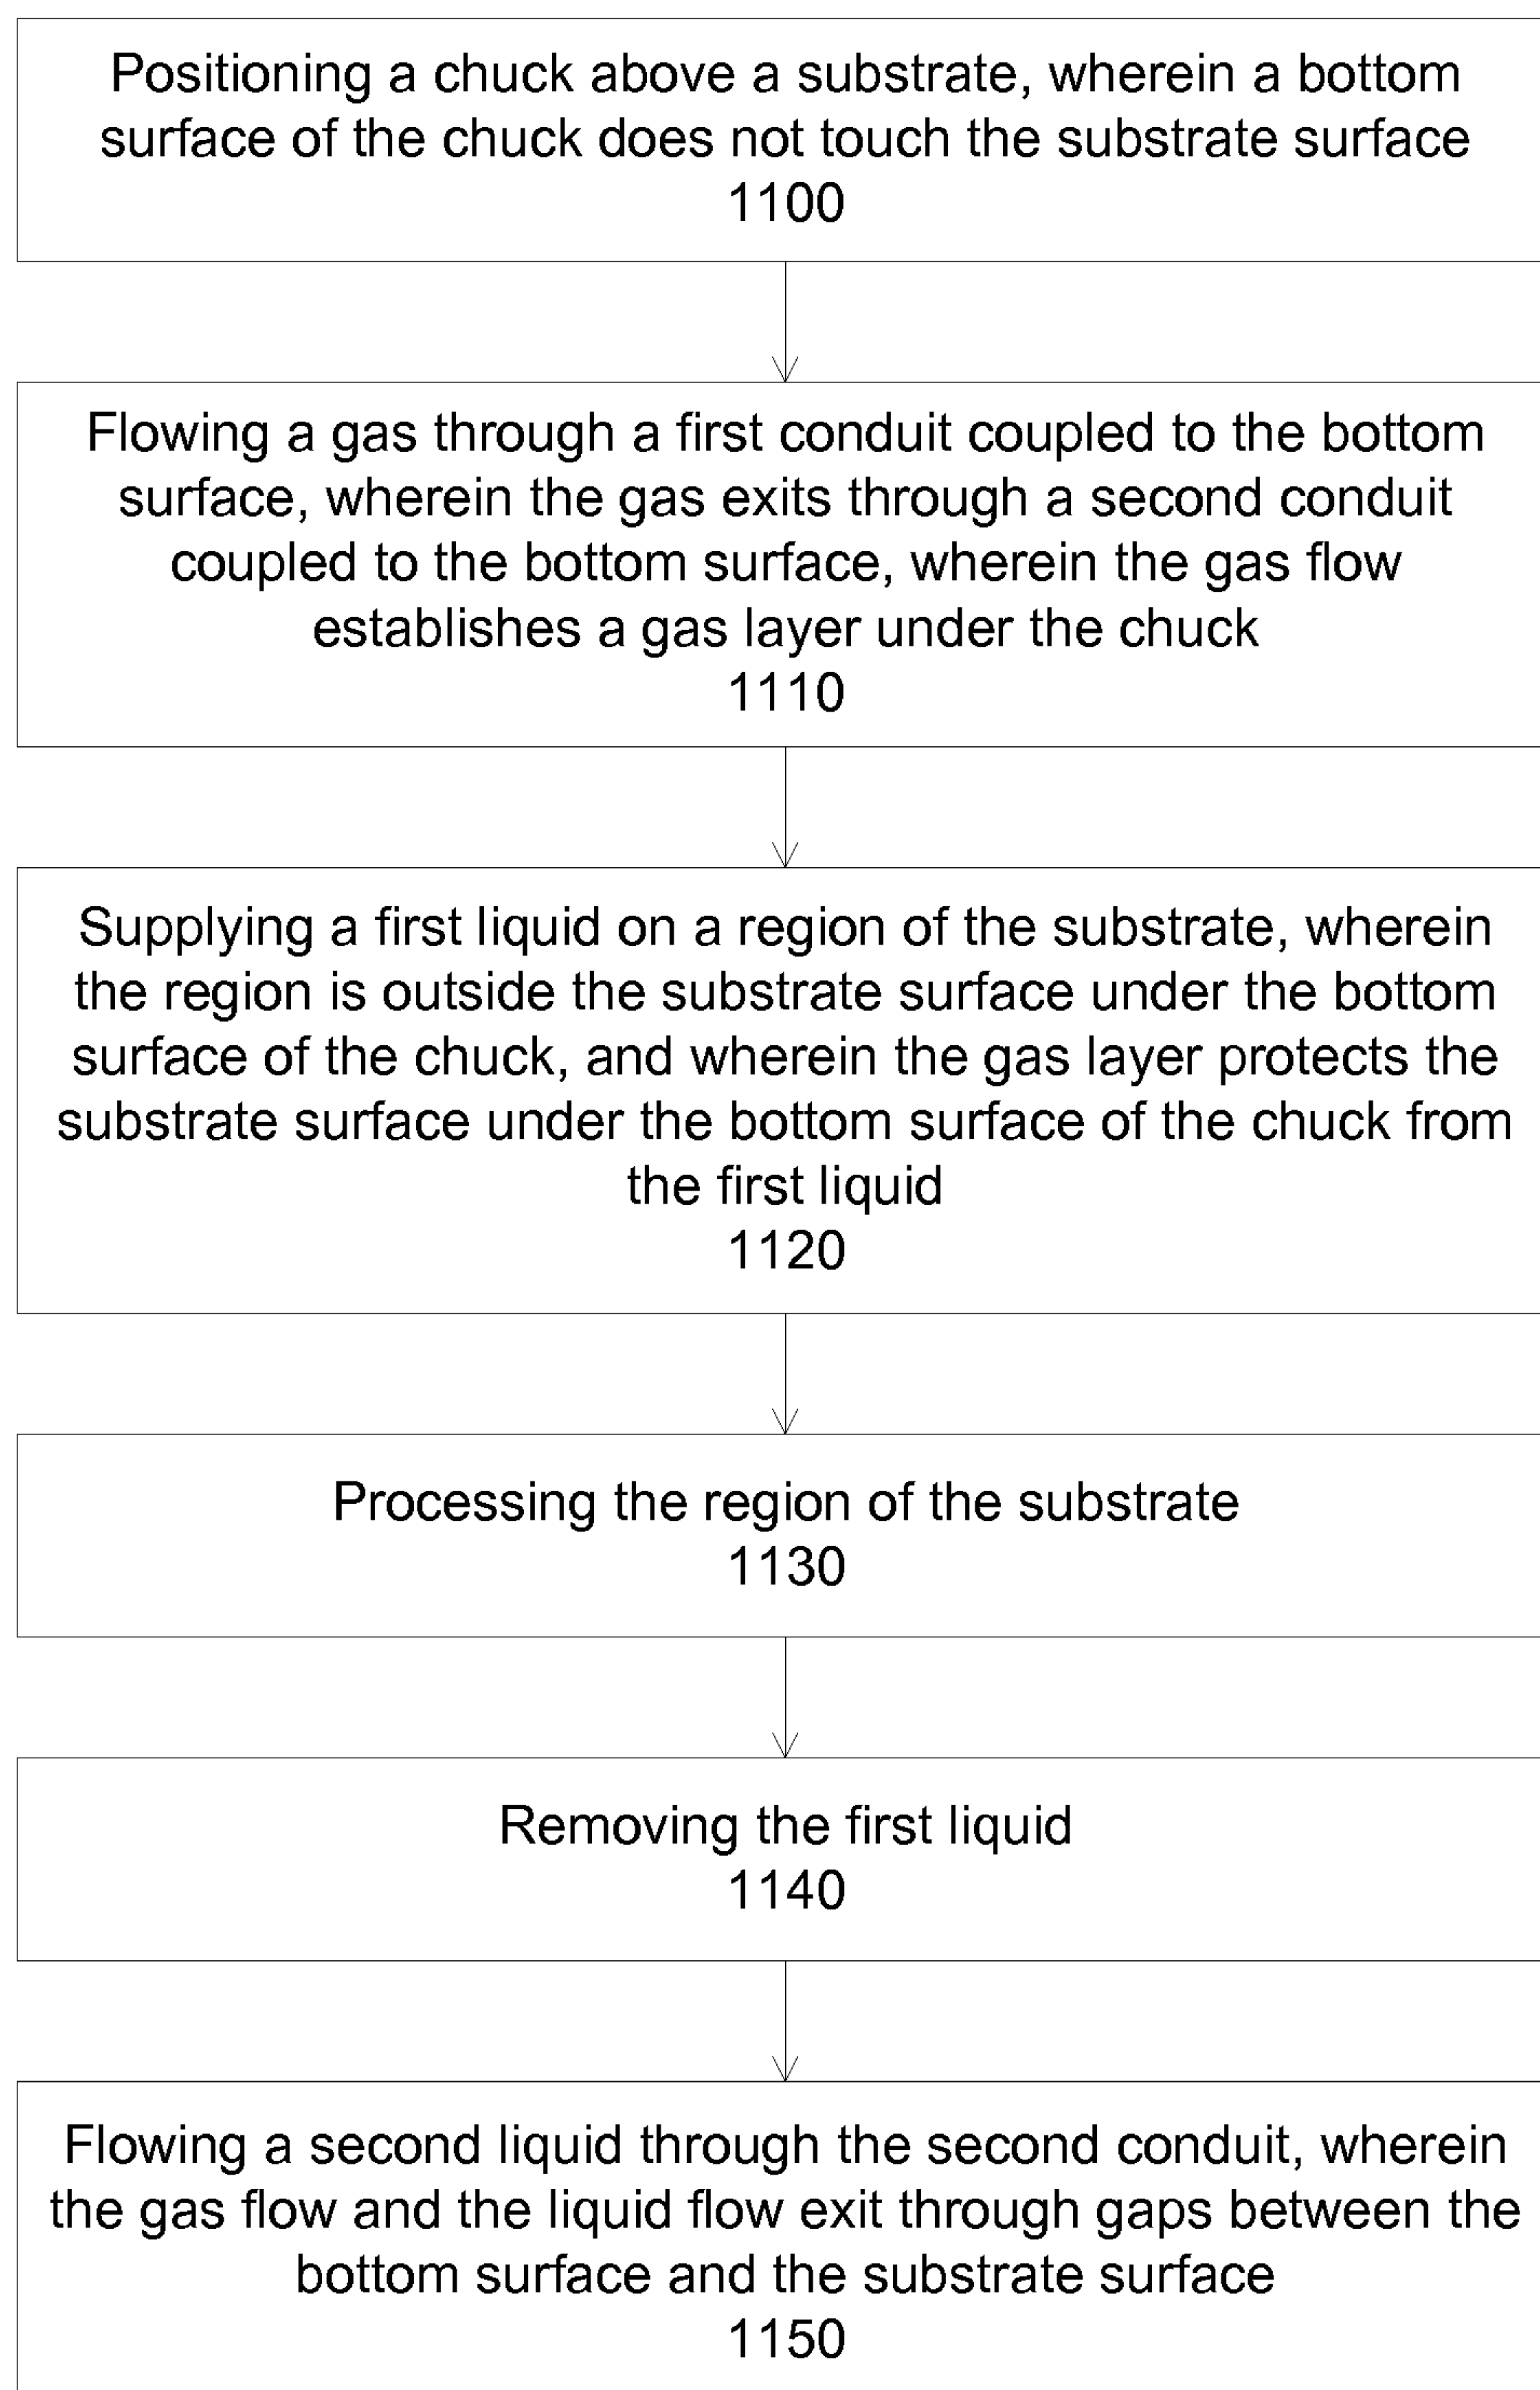 Positioning a chuck above a substrate, wherein a bottom
surface of the chuck does not touch the substrate surface
1100
Flowing a gas through a first conduit coupled to the bottom
surface, wherein the gas exits through a second conduit
coupled to the bottom surface, wherein the gas flow
establishes a gas layer under the chuck
1110
Supplying a first liquid on a region of the substrate, wherein
the region is outside the substrate surface under the bottom
surface of the chuck, and wherein the gas layer protects the
substrate surface under the bottom surface of the chuck from
the first liquid
1120
Processing the region of the substrate
1130
Removing the first liquid
1140
Flowing a second liquid through the second conduit, wherein
the gas flow and the liquid flow exit through gaps between the
bottom surface and the substrate surface
1150